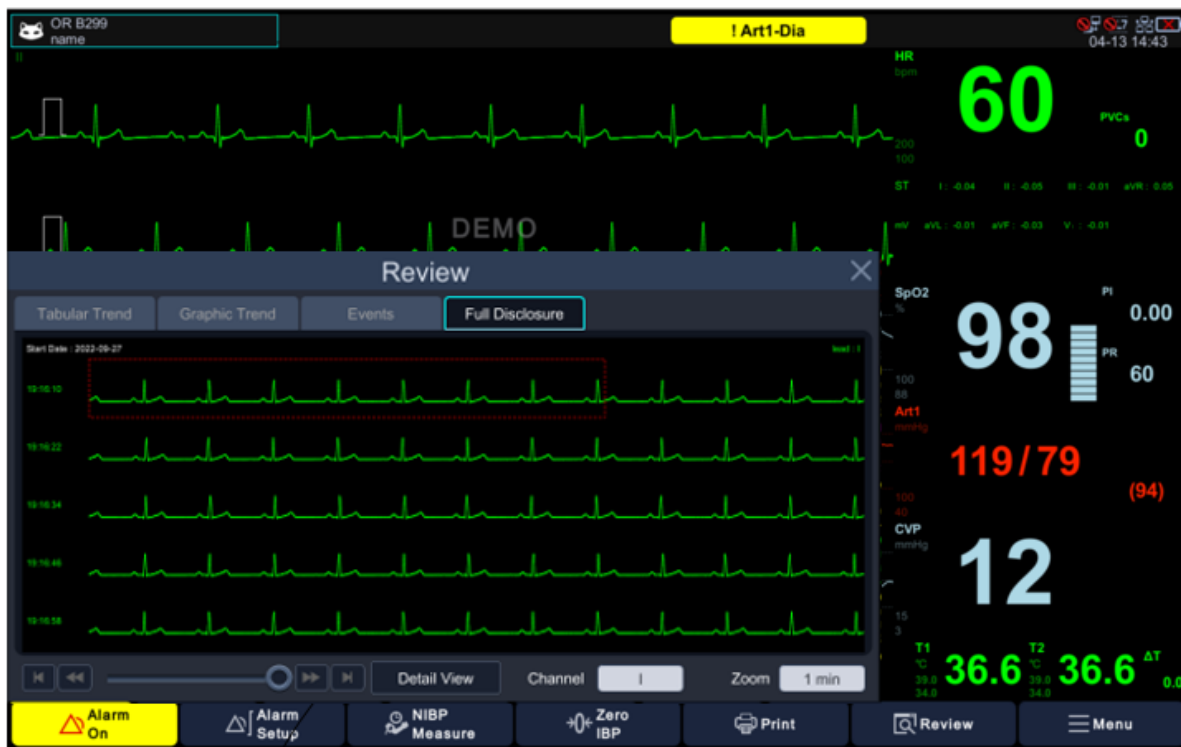 OR B299
name
! Art1-Dia
04-13 14:43
II
HR
bpm
60
PVCs
0
200
100
ST I : -0.04 II : -0.05 III : -0.01 aVR : 0.05
mV aVL : -0.01 aVF : -0.03 V : -0.01
DEMO
Review
Tabular Trend Graphic Trend Events Full Disclosure
Start Date : 2022-09-27
lead : I
19:16:10
19:16:22
19:16:34
19:16:46
19:16:58
Detail View Channel I Zoom 1 min
SpO2
%
98
PI
0.00
PR
60
100
88
Art1
mmHg
119 / 79
(94)
100
40
CVP
mmHg
12
15
3
T1
°C
39.0
34.0
36.6
T2
°C
39.0
34.0
36.6
ΔT
0.0
Alarm
On
Alarm
Setup
NIBP
Measure
Zero
IBP
Print
Review
Menu